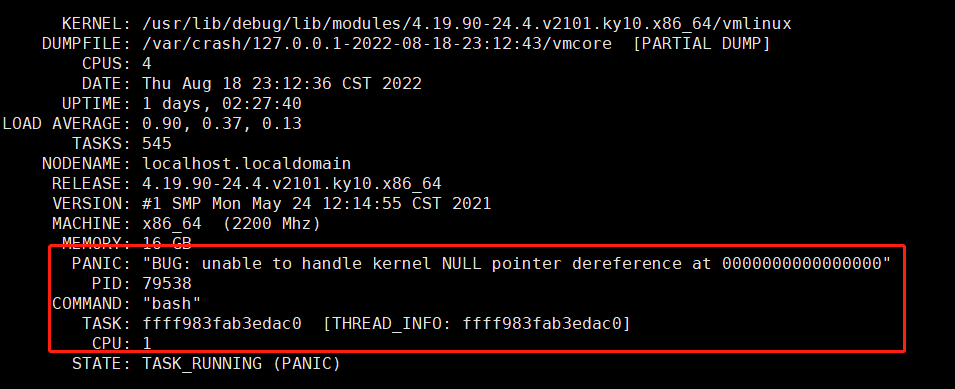 KERNEL: /usr/lib/debug/lib/modules/4.19.90-24.4.v2101.ky10.x86_64/vmlinux
DUMPFILE: /var/crash/127.0.0.1-2022-08-18-23:12:43/vmcore [PARTIAL DUMP]
CPUS: 4
DATE: Thu Aug 18 23:12:36 CST 2022
UPTIME: 1 days, 02:27:40
LOAD AVERAGE: 0.90, 0.37, 0.13
TASKS: 545
NODENAME: localhost.localdomain
RELEASE: 4.19.90-24.4.v2101.ky10.x86_64
VERSION: #1 SMP Mon May 24 12:14:55 CST 2021
MACHINE: x86_64 (2200 Mhz)
MEMORY: 16 GB
PANIC: "BUG: unable to handle kernel NULL pointer dereference at 0000000000000000"
PID: 79538
COMMAND: "bash"
TASK: ffff983fab3edac0 [THREAD_INFO: ffff983fab3edac0]
CPU: 1
STATE: TASK_RUNNING (PANIC)